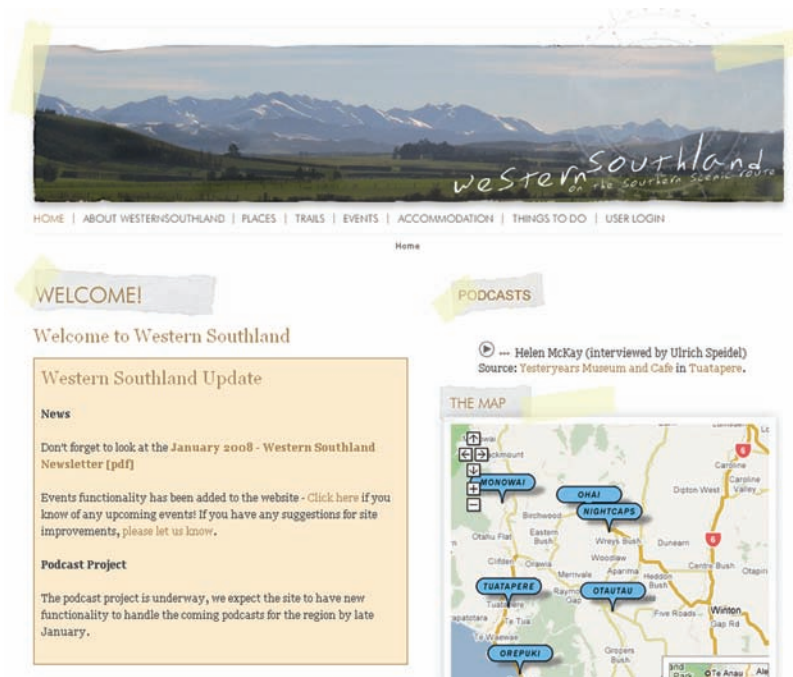 western southland
on the southern scenic route
HOME | ABOUT WESTERNSOUTHLAND | PLACES | TRAILS | EVENTS | ACCOMMODATION | THINGS TO DO | USER LOGIN
Home
WELCOME!
Welcome to Western Southland
Western Southland Update
News
Don't forget to look at the January 2008 - Western Southland
Newsletter [pdf]
Events functionality has been added to the website - Click here if you
know of any upcoming events! If you have any suggestions for site
improvements, please let us know.
Podcast Project
The podcast project is underway, we expect the site to have new
functionality to handle the coming podcasts for the region by late
January.
PODCASTS
--- Helen McKay (interviewed by Ulrich Speidel)
Source: Yesteryears Museum and Cafe in Tuatapere.
THE MAP
6
Caroline
Caroline
Valley
MONOWAI
Dipton West
OHAI
NIGHTCAPS
Birchwood
Otahu Flat
Eastern
Bush
Wreys Bush
Dunearn
6
Clifden
Orawia
Woodlaw
Merrivale
Aparima
Heddon
Bush
Centre Bush
Otapiri
TUATAPERE
Gap
OTAUTAU
Five Roads
Winton
Gap Rd
Te Tua
Te Waewae
OREPUKI
Gropers
Bush
Te Anau